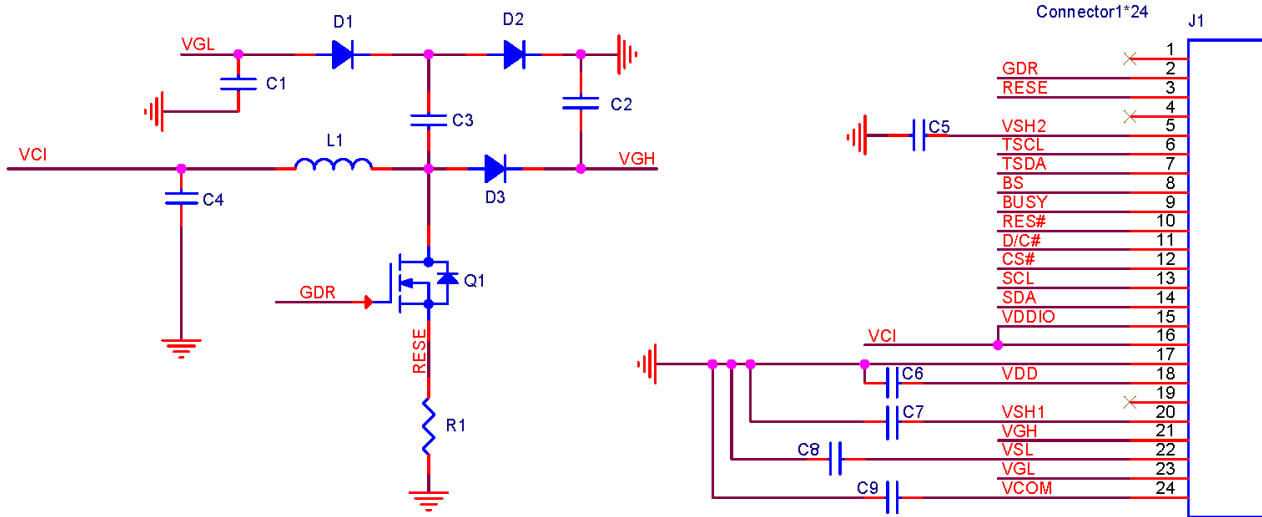 Connector1*24
J1
D1
D2
VGL
C1
C2
C3
L1
VCI
VGH
D3
C4
Q1
GDR
RESE
R1
1
GDR
2
RESE
3
4
C5
VSH2
5
TSCL
6
TSDA
7
BS
8
BUSY
9
RES#
10
D/C#
11
CS#
12
SCL
13
SDA
14
VDDIO
15
VCI
16
17
C6
VDD
18
19
C7
VSH1
20
VGH
21
C8
VSL
22
VGL
23
C9
VCOM
24